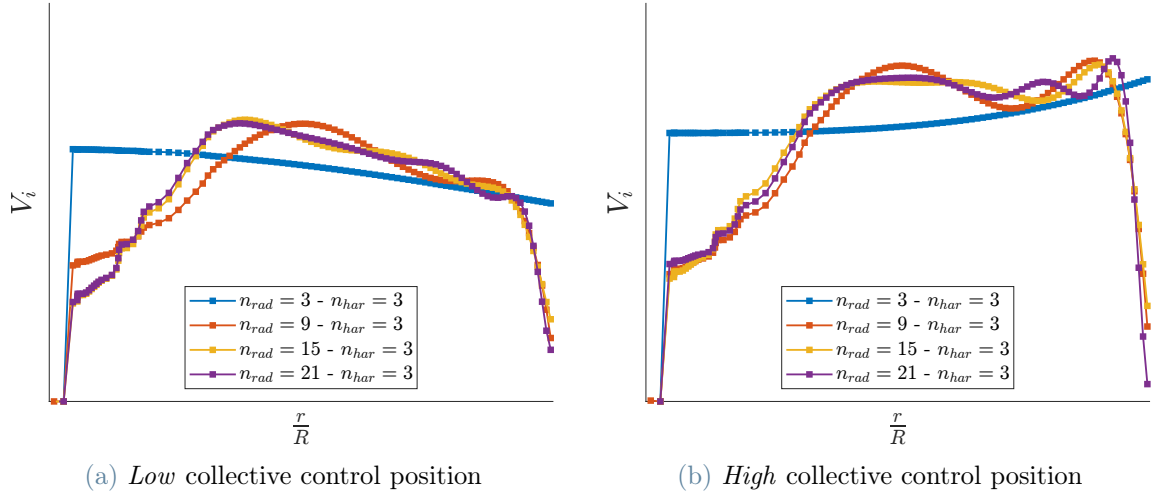 V_i
n_rad = 3 - n_har = 3
n_rad = 9 - n_har = 3
n_rad = 15 - n_har = 3
n_rad = 21 - n_har = 3
r
R
(a) Low collective control position
V_i
n_rad = 3 - n_har = 3
n_rad = 9 - n_har = 3
n_rad = 15 - n_har = 3
n_rad = 21 - n_har = 3
r
R
(b) High collective control position